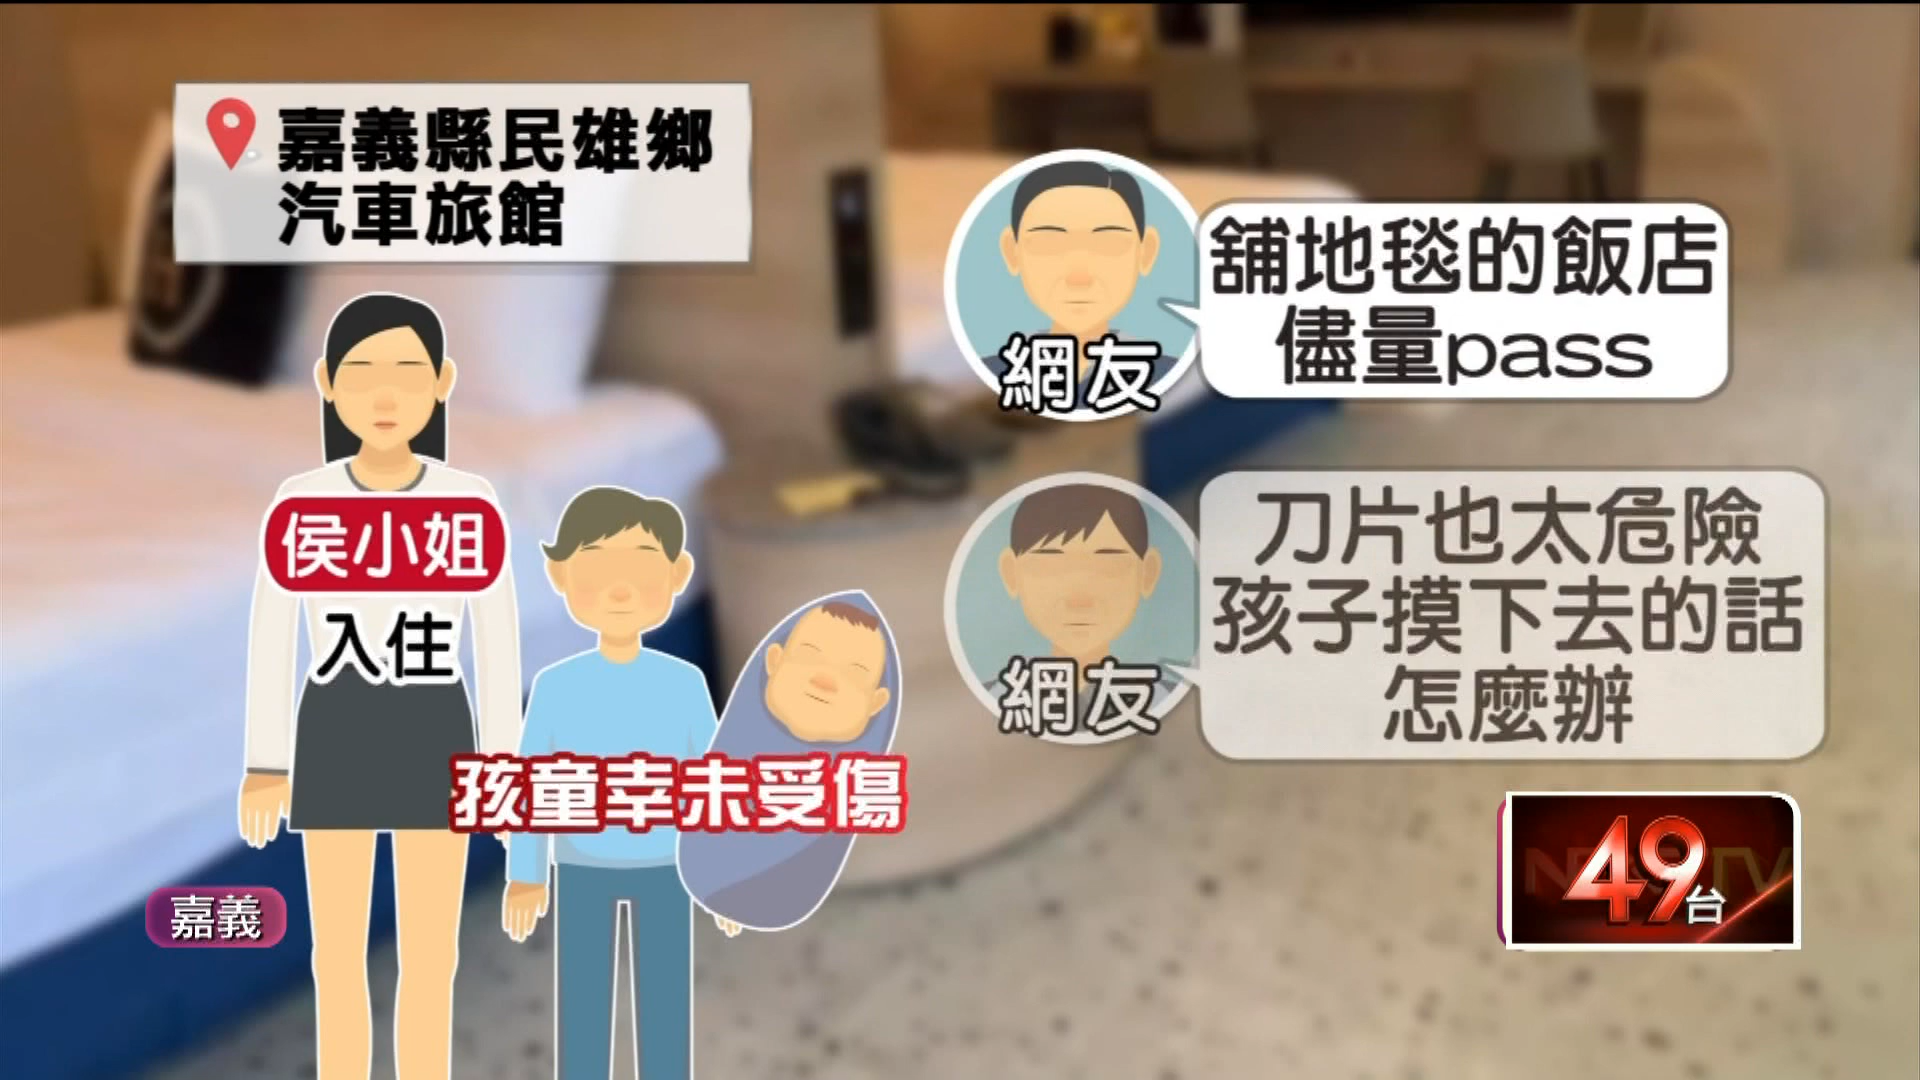 嘉義縣民雄鄉
汽車旅館
舖地毯的飯店
儘量pass
網友
刀片也太危險
孩子摸下去的話
怎麼辦
網友
侯小姐
入住
孩童幸未受傷
嘉義
49台